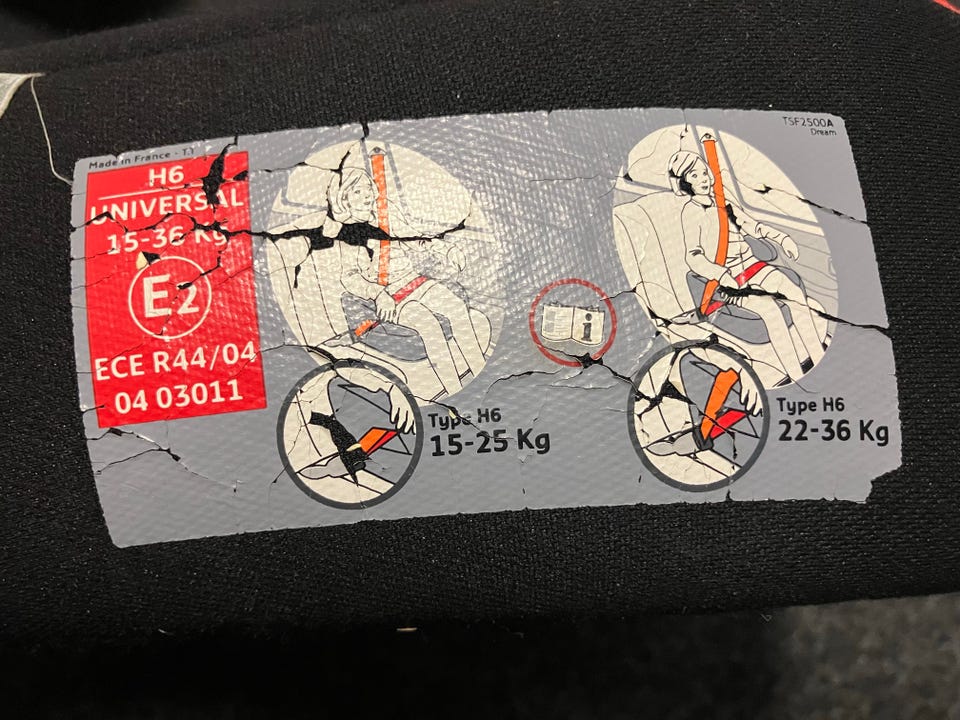 Made in France - T.T
TSF2500A
Dream
H6
UNIVERSAL
15-36 Kg
E2
ECE R44/04
04 03011
i
Type H6
15-25 Kg
Type H6
22-36 Kg